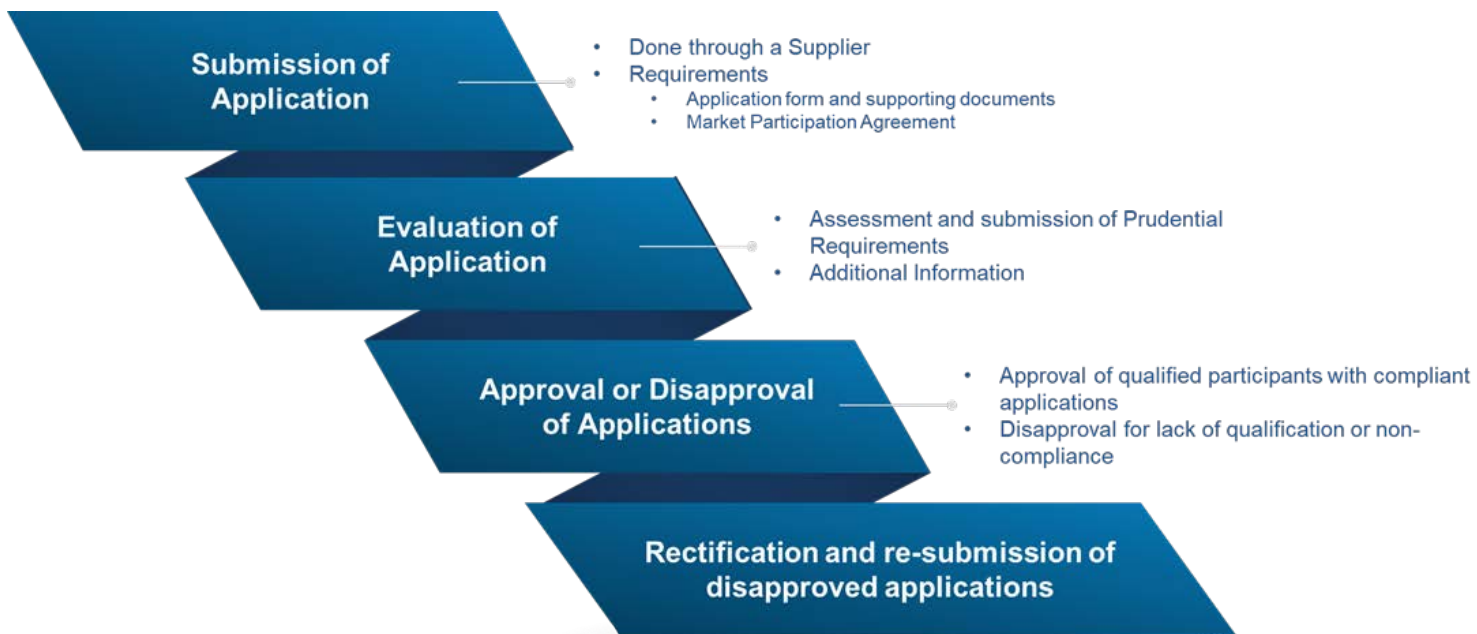 Submission of
Application
• Done through a Supplier
• Requirements
• Application form and supporting documents
• Market Participation Agreement
Evaluation of
Application
• Assessment and submission of Prudential
Requirements
• Additional Information
Approval or Disapproval
of Applications
• Approval of qualified participants with compliant
applications
• Disapproval for lack of qualification or non-
compliance
Rectification and re-submission of
disapproved applications